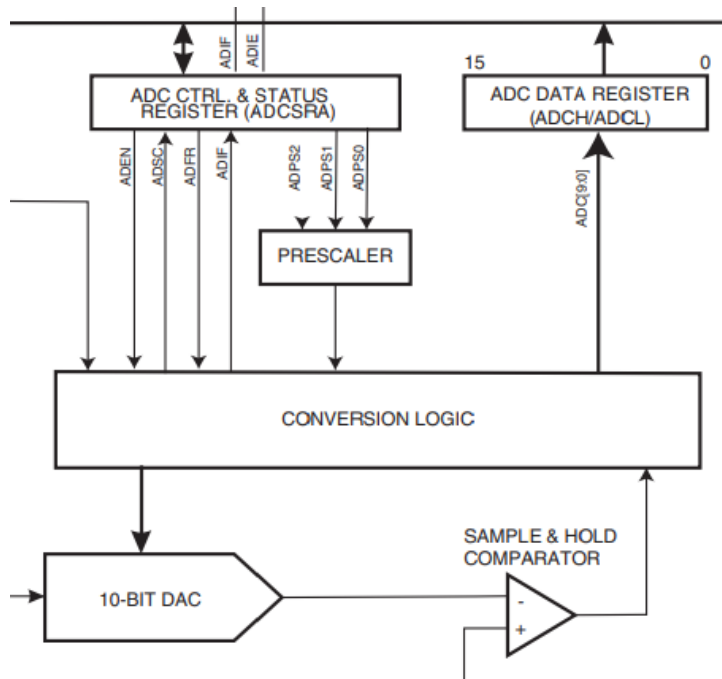 ADIF
ADIE
15
0
ADC CTRL. & STATUS
REGISTER (ADCSRA)
ADC DATA REGISTER
(ADCH/ADCL)
ADEN
ADSC
ADFR
ADIF
ADPS2
ADPS1
ADPS0
ADC[9:0]
PRESCALER
CONVERSION LOGIC
SAMPLE & HOLD
COMPARATOR
10-BIT DAC
-
+